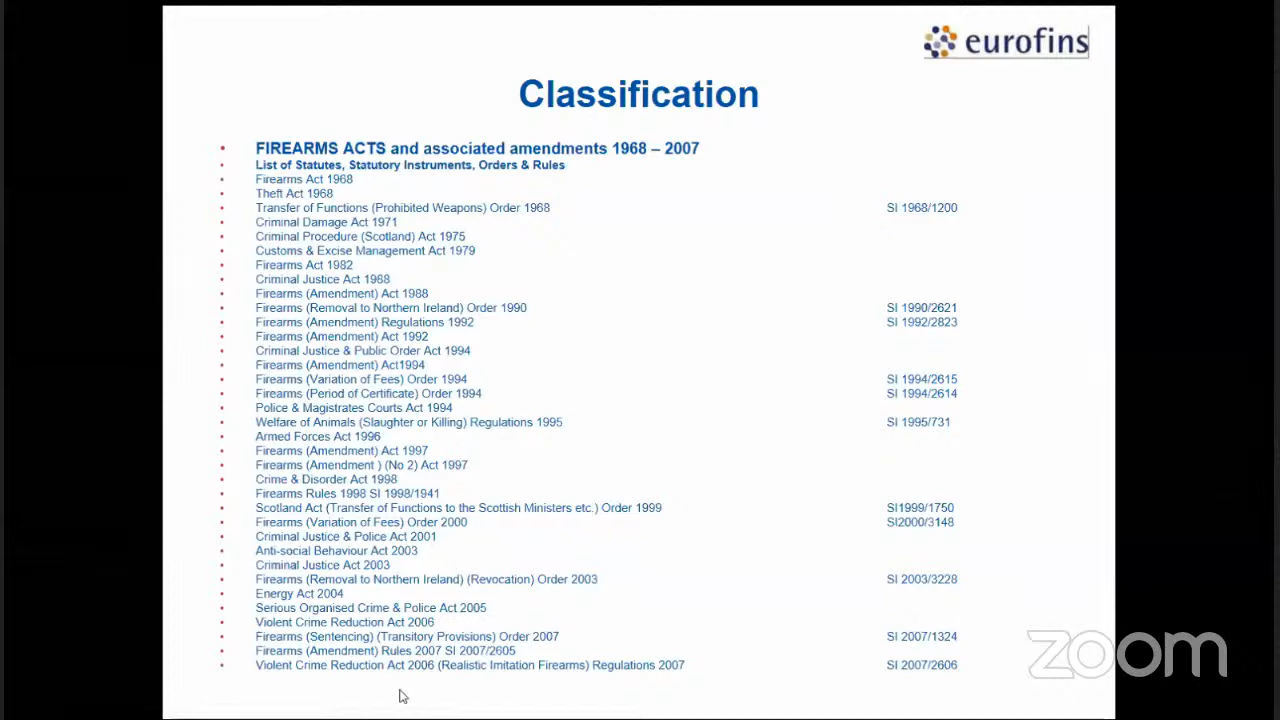 eurofins
Classification
FIREARMS ACTS and associated amendments 1968 – 2007
List of Statutes, Statutory Instruments, Orders & Rules
Firearms Act 1968
Theft Act 1968
Transfer of Functions (Prohibited Weapons) Order 1968 SI 1968/1200
Criminal Damage Act 1971
Criminal Procedure (Scotland) Act 1975
Customs & Excise Management Act 1979
Firearms Act 1982
Criminal Justice Act 1988
Firearms (Amendment) Act 1988
Firearms (Removal to Northern Ireland) Order 1990 SI 1990/2621
Firearms (Amendment) Regulations 1992 SI 1992/2823
Firearms (Amendment) Act 1992
Criminal Justice & Public Order Act 1994
Firearms (Amendment) Act1994
Firearms (Variation of Fees) Order 1994 SI 1994/2615
Firearms (Period of Certificate) Order 1994 SI 1994/2614
Police & Magistrates Courts Act 1994
Welfare of Animals (Slaughter or Killing) Regulations 1995 SI 1995/731
Armed Forces Act 1996
Firearms (Amendment) Act 1997
Firearms (Amendment ) (No 2) Act 1997
Crime & Disorder Act 1998
Firearms Rules 1998 SI 1998/1941
Scotland Act (Transfer of Functions to the Scottish Ministers etc.) Order 1999 SI1999/1750
Firearms (Variation of Fees) Order 2000 SI2000/3148
Criminal Justice & Police Act 2001
Anti-social Behaviour Act 2003
Criminal Justice Act 2003
Firearms (Removal to Northern Ireland) (Revocation) Order 2003 SI 2003/3228
Energy Act 2004
Serious Organised Crime & Police Act 2005
Violent Crime Reduction Act 2006
Firearms (Sentencing) (Transitory Provisions) Order 2007 SI 2007/1324
Firearms (Amendment) Rules 2007 SI 2007/2605
Violent Crime Reduction Act 2006 (Realistic Imitation Firearms) Regulations 2007 SI 2007/2606
zoom